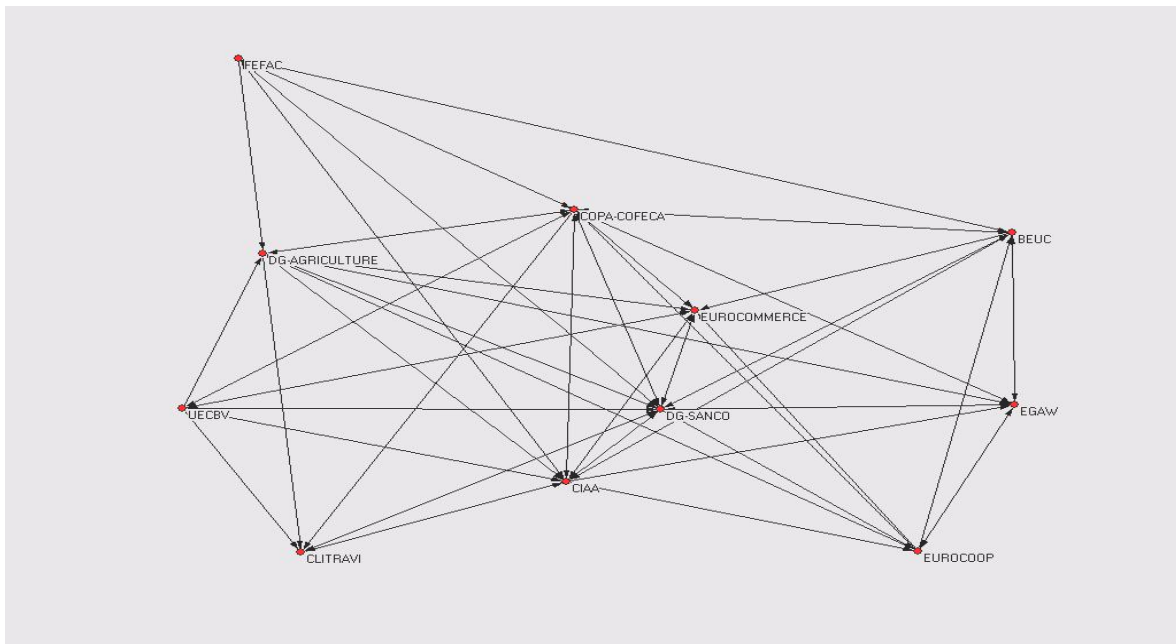 FEFAC
COPA-COFECA
BEUC
DG-AGRICULTURE
EUROCOMMERCE
UECBV
DG-SANCO
EGAW
CIAA
CLITRAVI
EUROCOOP